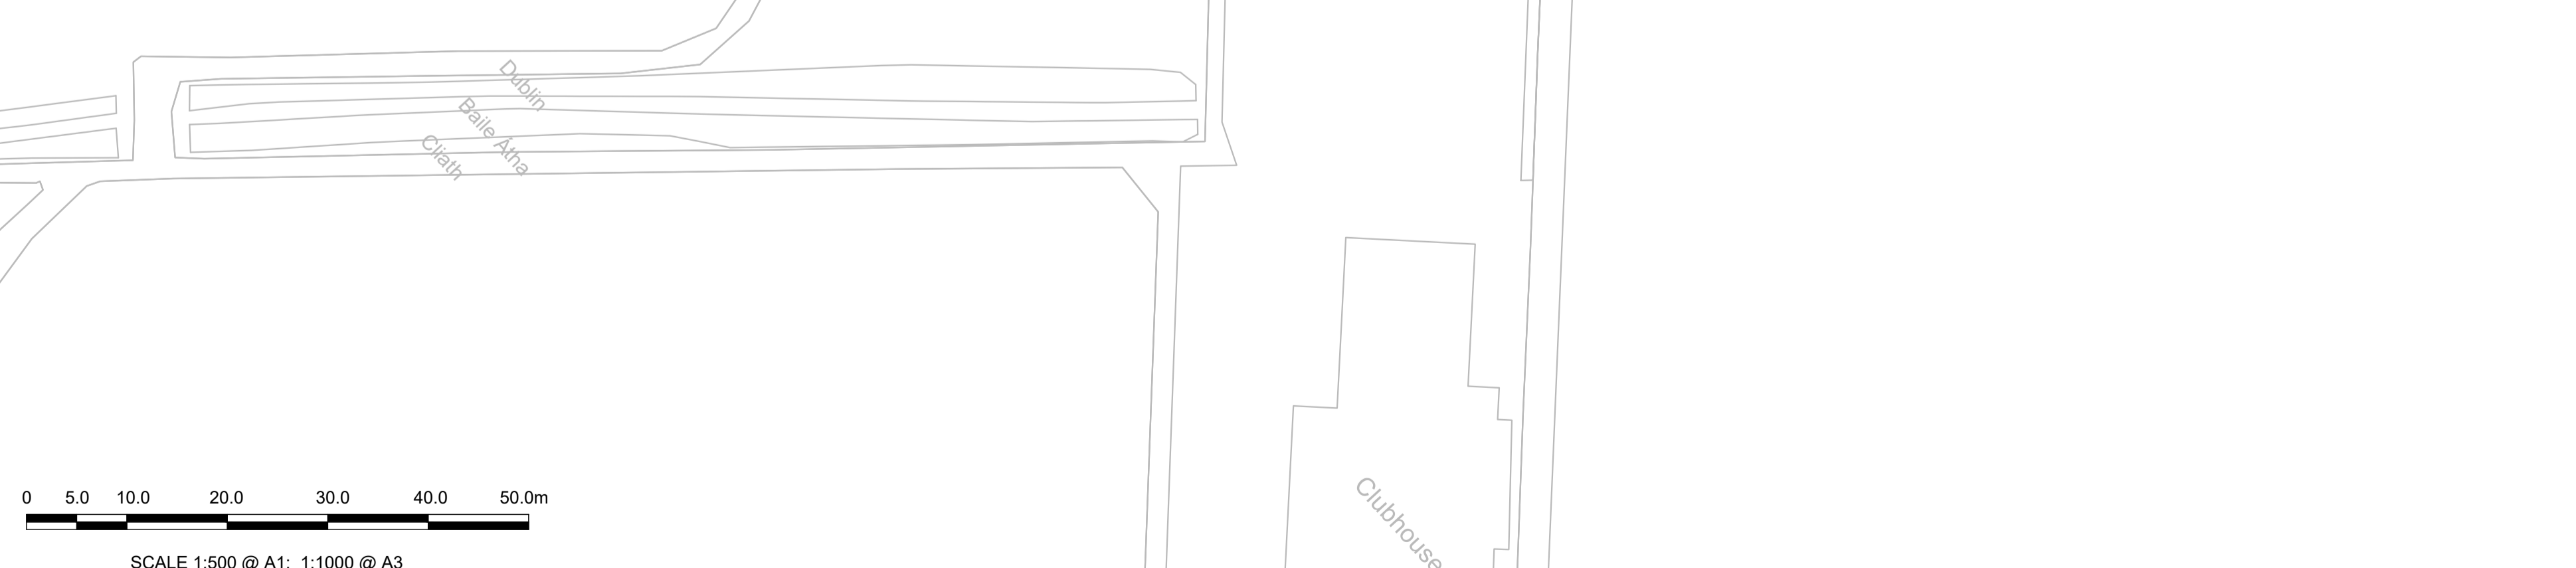 Dublin
Baile Átha
Cliath
Clubhouse
0 5.0 10.0 20.0 30.0 40.0 50.0m
SCALE 1:500 @ A1; 1:1000 @ A3